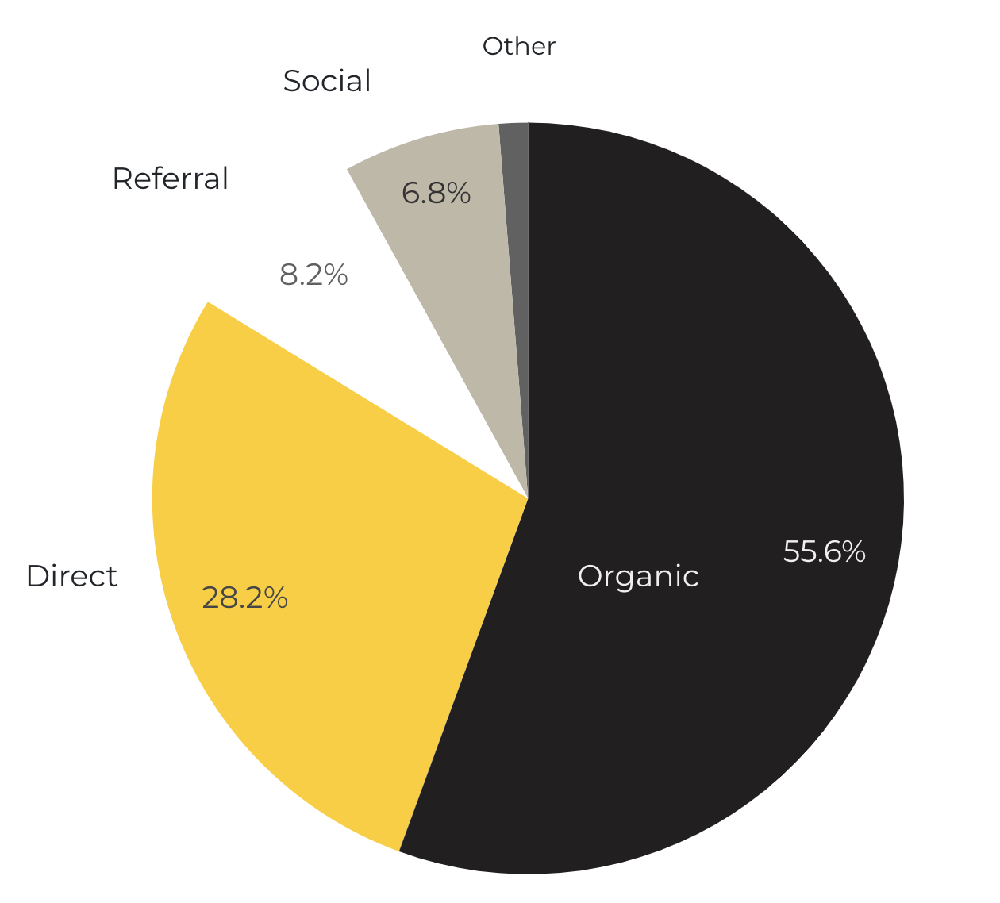 Other
Social
Referral
6.8%
8.2%
55.6%
Organic
Direct
28.2%